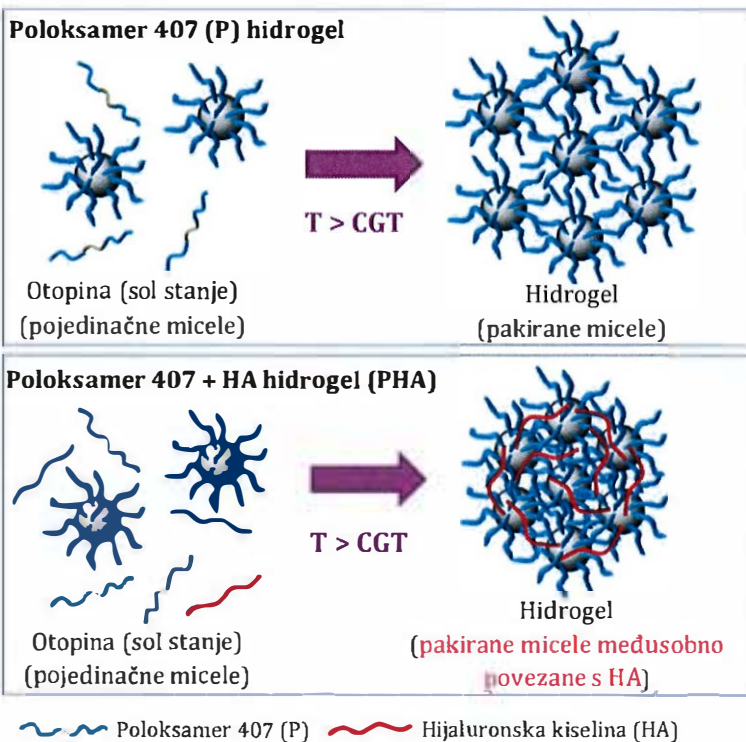 Poloksamer 407 (P) hidrogel
T > CGT
Otopina (sol stanje)
(pojedinačne micele)
Hidrogel
(pakirane micele)
Poloksamer 407 + HA hidrogel (PHA)
T > CGT
Otopina (sol stanje)
(pojedinačne micele)
Hidrogel
(pakirane micele međusobno
povezane s HA)
Poloksamer 407 (P)
Hijaluronska kiselina (HA)